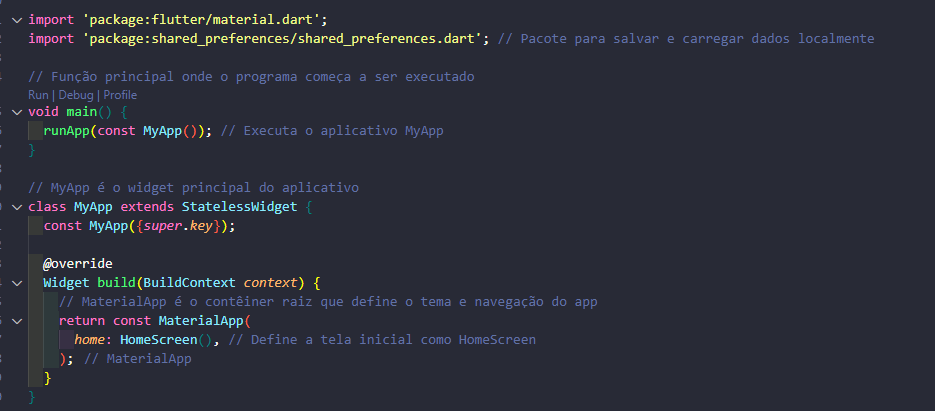 import 'package:flutter/material.dart';
import 'package:shared_preferences/shared_preferences.dart'; // Pacote para salvar e carregar dados localmente
// Função principal onde o programa começa a ser executado
Run | Debug | Profile
void main() {
runApp(const MyApp()); // Executa o aplicativo MyApp
}
// MyApp é o widget principal do aplicativo
class MyApp extends StatelessWidget {
const MyApp({super.key});
@override
Widget build(BuildContext context) {
// MaterialApp é o contêiner raiz que define o tema e navegação do app
return const MaterialApp(
home: HomeScreen(), // Define a tela inicial como HomeScreen
); // MaterialApp
}
}